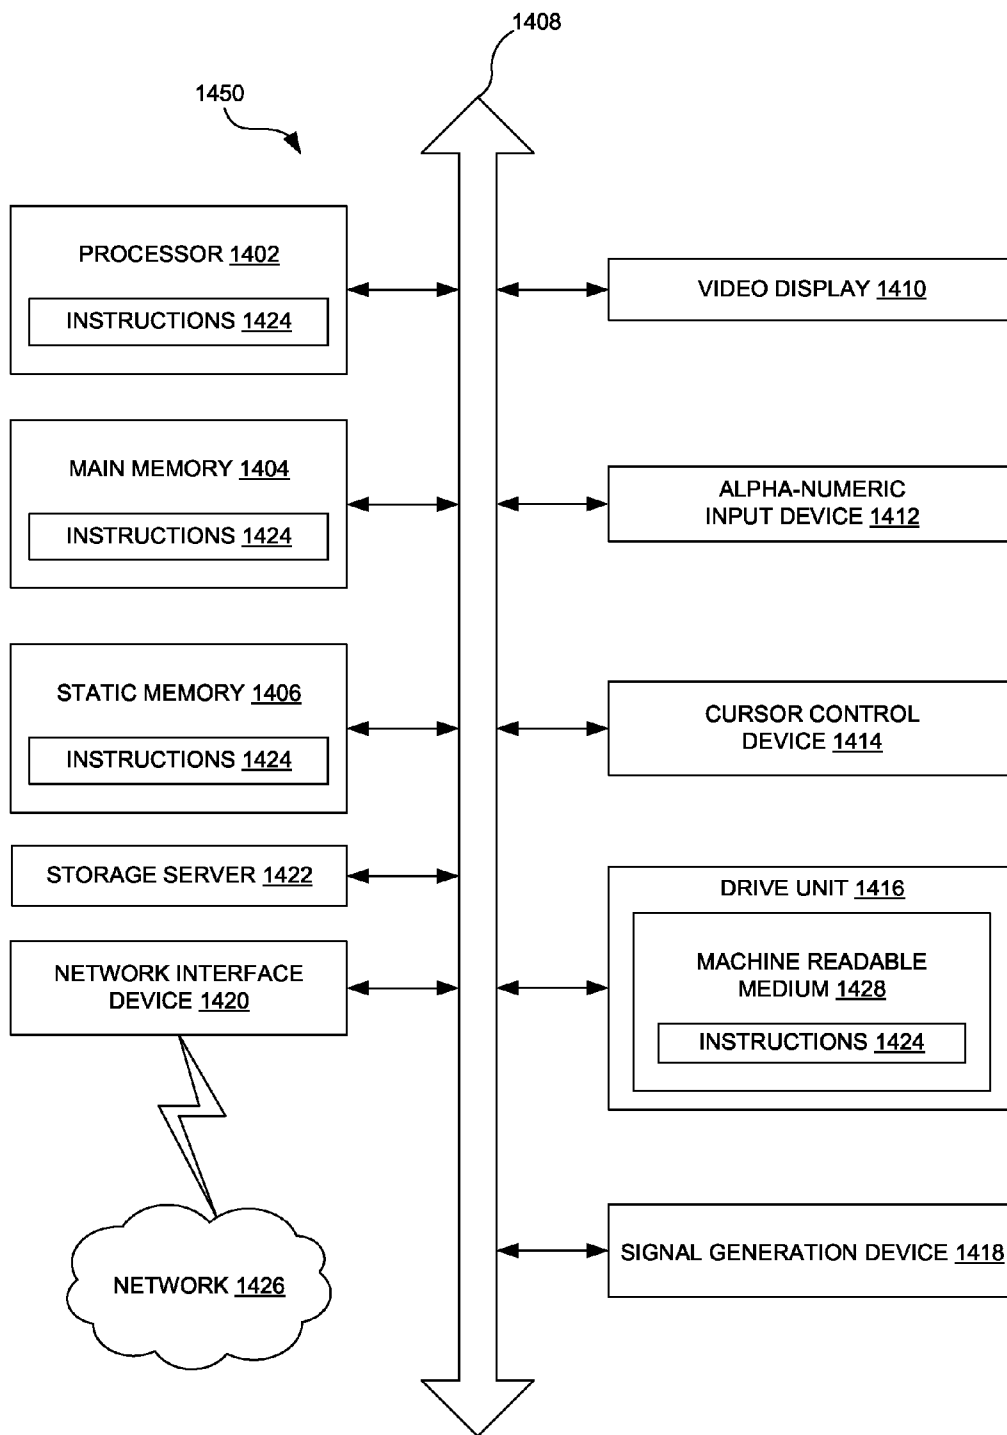 1408
1450
PROCESSOR 1402
INSTRUCTIONS 1424
MAIN MEMORY 1404
INSTRUCTIONS 1424
STATIC MEMORY 1406
INSTRUCTIONS 1424
STORAGE SERVER 1422
NETWORK INTERFACE
DEVICE 1420
NETWORK 1426
VIDEO DISPLAY 1410
ALPHA-NUMERIC
INPUT DEVICE 1412
CURSOR CONTROL
DEVICE 1414
DRIVE UNIT 1416
MACHINE READABLE
MEDIUM 1428
INSTRUCTIONS 1424
SIGNAL GENERATION DEVICE 1418